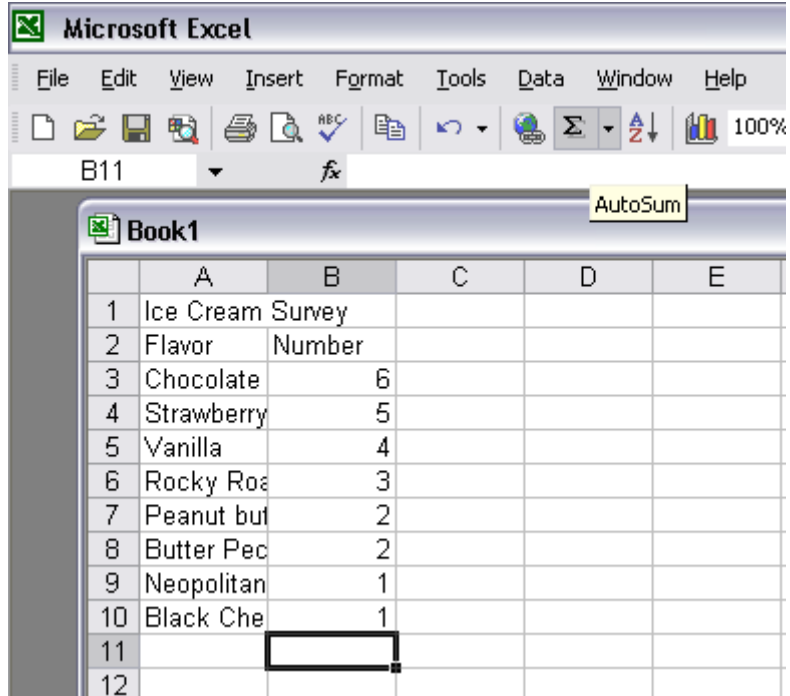 Microsoft Excel
File Edit View Insert Format Tools Data Window Help
ABC Σ A Z 100%
B11 fx
AutoSum
Book1
A B C D E
1 Ice Cream Survey
2 Flavor Number
3 Chocolate 6
4 Strawberry 5
5 Vanilla 4
6 Rocky Roa 3
7 Peanut but 2
8 Butter Pec 2
9 Neopolitan 1
10 Black Che 1
11
12